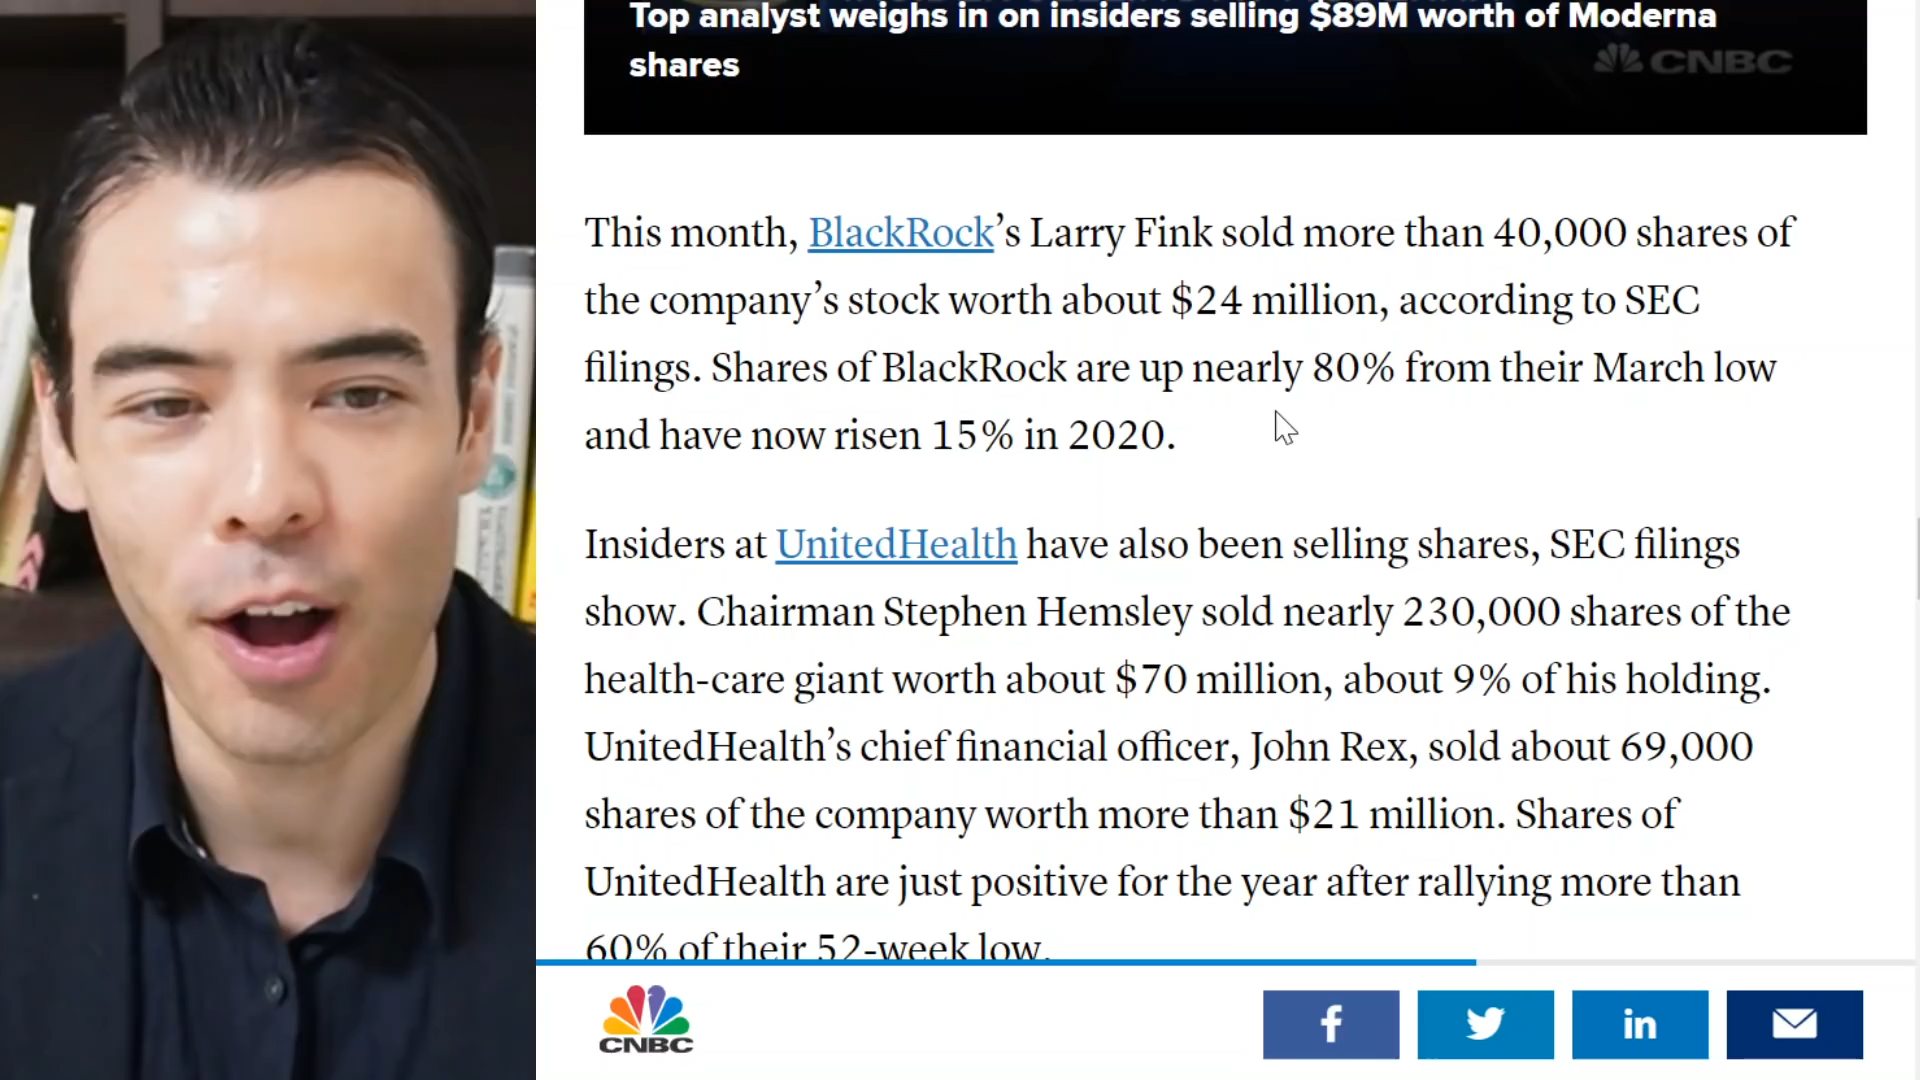 Top analyst weighs in on insiders selling $89M worth of Moderna
shares
CNBC
This month, BlackRock’s Larry Fink sold more than 40,000 shares of
the company’s stock worth about $24 million, according to SEC
filings. Shares of BlackRock are up nearly 80% from their March low
and have now risen 15% in 2020.
Insiders at UnitedHealth have also been selling shares, SEC filings
show. Chairman Stephen Hemsley sold nearly 230,000 shares of the
health-care giant worth about $70 million, about 9% of his holding.
UnitedHealth’s chief financial officer, John Rex, sold about 69,000
shares of the company worth more than $21 million. Shares of
UnitedHealth are just positive for the year after rallying more than
60% of their 52-week low.
CNBC
f
in